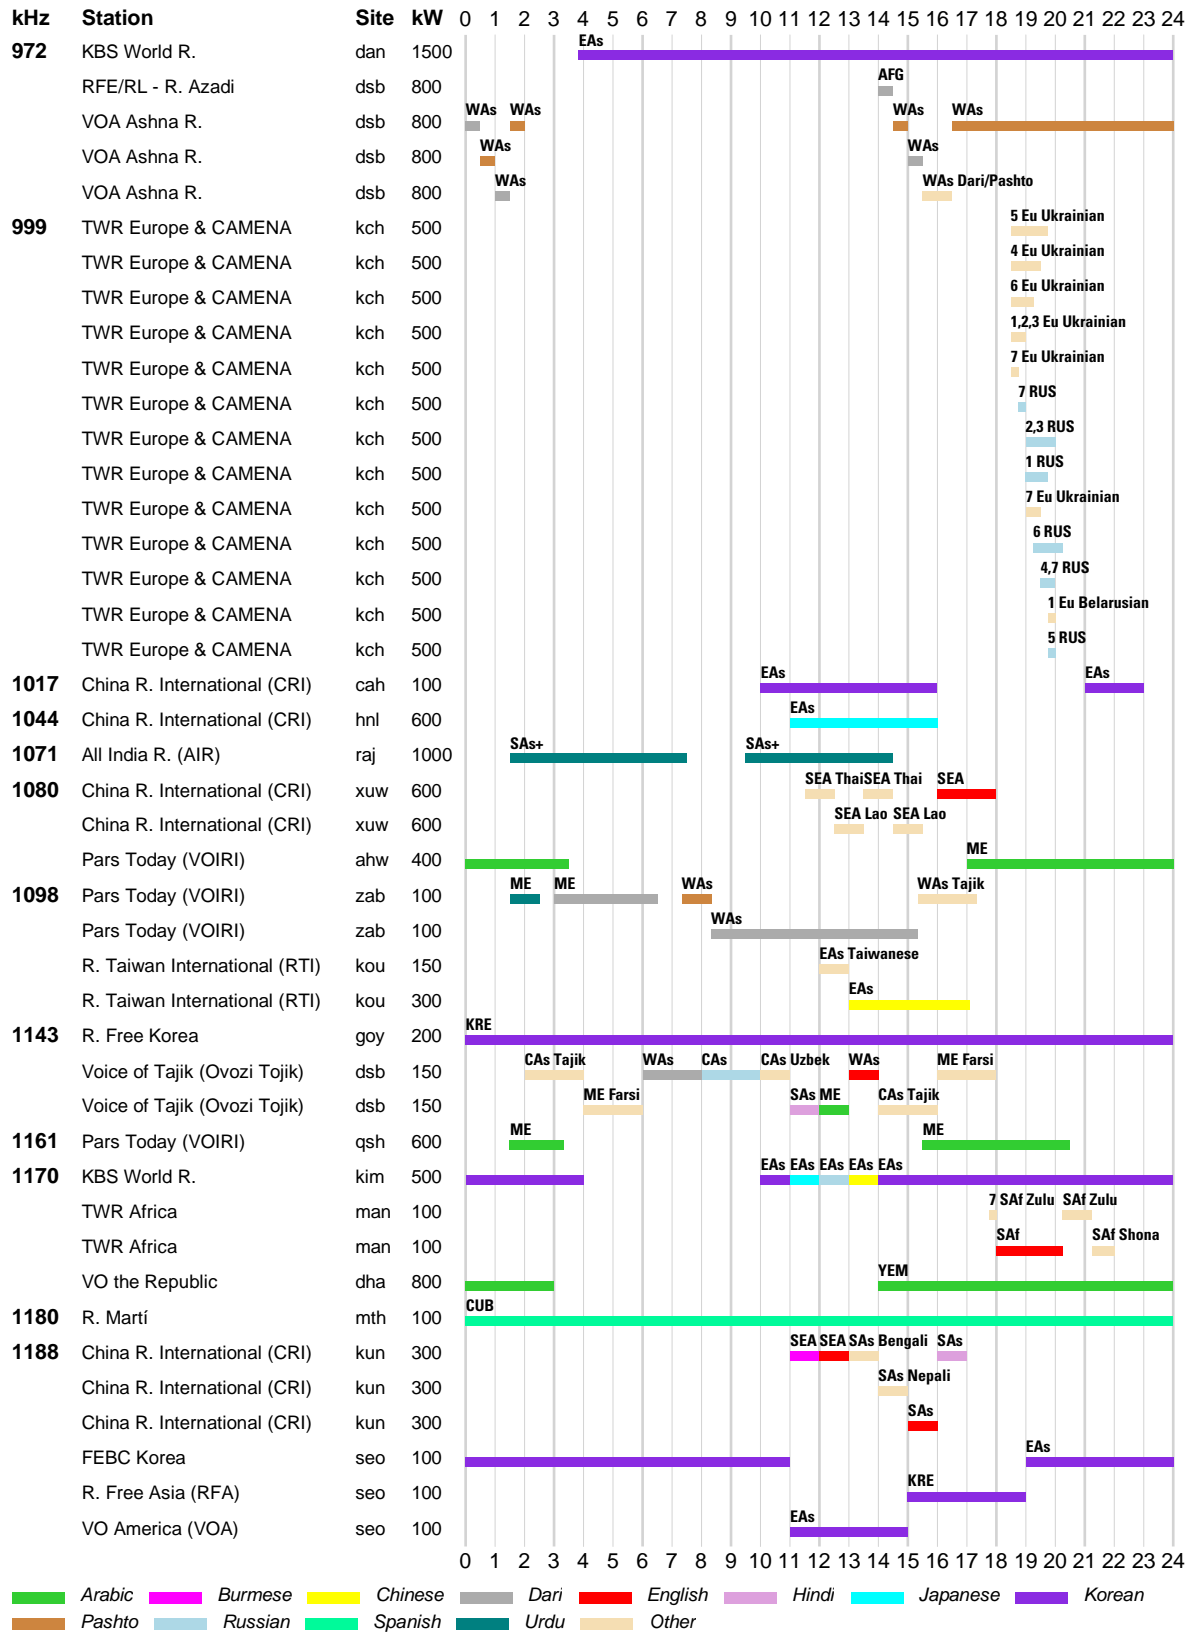 kHz Station Site kW 0 1 2 3 4 5 6 7 8 9 10 11 12 13 14 15 16 17 18 19 20 21 22 23 24
972 KBS World R. dan 1500 EAs
RFE/RL - R. Azadi dsb 800 AFG
VOA Ashna R. dsb 800 WAs WAs WAs WAs
VOA Ashna R. dsb 800 WAs WAs
VOA Ashna R. dsb 800 WAs WAs Dari/Pashto
999 TWR Europe & CAMENA kch 500 5 Eu Ukrainian
TWR Europe & CAMENA kch 500 4 Eu Ukrainian
TWR Europe & CAMENA kch 500 6 Eu Ukrainian
TWR Europe & CAMENA kch 500 1,2,3 Eu Ukrainian
TWR Europe & CAMENA kch 500 7 Eu Ukrainian
TWR Europe & CAMENA kch 500 7 RUS
TWR Europe & CAMENA kch 500 2,3 RUS
TWR Europe & CAMENA kch 500 1 RUS
TWR Europe & CAMENA kch 500 7 Eu Ukrainian
TWR Europe & CAMENA kch 500 6 RUS
TWR Europe & CAMENA kch 500 4,7 RUS
TWR Europe & CAMENA kch 500 1 Eu Belarusian
TWR Europe & CAMENA kch 500 5 RUS
1017 China R. International (CRI) cah 100 EAs EAs
1044 China R. International (CRI) hnl 600 EAs
1071 All India R. (AIR) raj 1000 SAs+ SAs+
1080 China R. International (CRI) xuw 600 SEA Thai SEA Thai SEA
China R. International (CRI) xuw 600 SEA Lao SEA Lao
Pars Today (VOIRI) ahw 400 ME
1098 Pars Today (VOIRI) zab 100 ME ME WAs WAs Tajik
Pars Today (VOIRI) zab 100 WAs
R. Taiwan International (RTI) kou 150 EAs Taiwanese
R. Taiwan International (RTI) kou 300 EAs
1143 R. Free Korea goy 200 KRE
Voice of Tajik (Ovozi Tojik) dsb 150 CAs Tajik WAs CAs CAs Uzbek WAs ME Farsi
Voice of Tajik (Ovozi Tojik) dsb 150 ME Farsi SAs ME CAs Tajik
1161 Pars Today (VOIRI) qsh 600 ME ME
1170 KBS World R. kim 500 EAs EAs EAs EAs EAs
TWR Africa man 100 7 SAf Zulu SAf Zulu
TWR Africa man 100 SAf SAf Shona
VO the Republic dha 800 YEM
1180 R. Martí mth 100 CUB
1188 China R. International (CRI) kun 300 SEA SEA SAs Bengali SAs
China R. International (CRI) kun 300 SAs Nepali
China R. International (CRI) kun 300 SAs
FEBC Korea seo 100 EAs
R. Free Asia (RFA) seo 100 KRE
VO America (VOA) seo 100 EAs
0 1 2 3 4 5 6 7 8 9 10 11 12 13 14 15 16 17 18 19 20 21 22 23 24
Arabic Burmese Chinese Dari English Hindi Japanese Korean
Pashto Russian Spanish Urdu Other